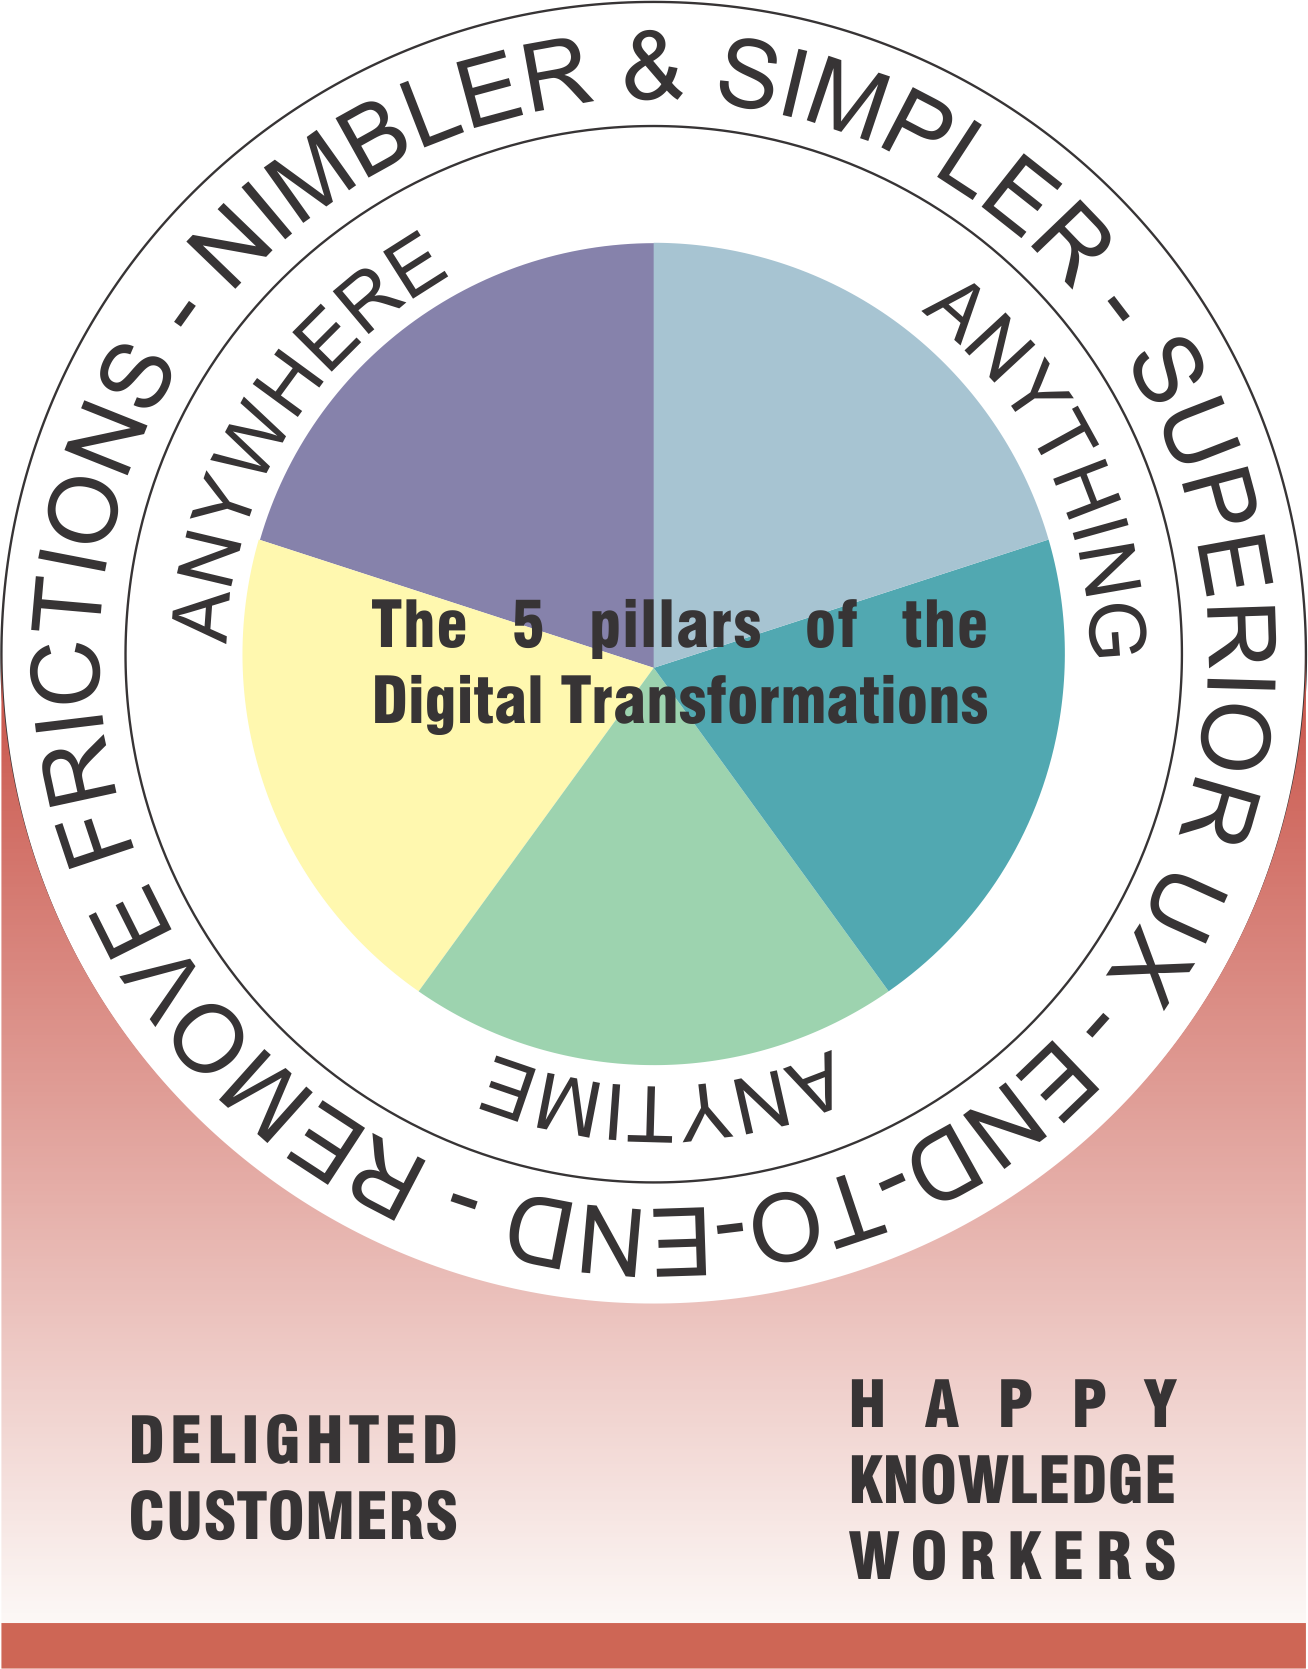 NIMBLER & SIMPLER - SUPERIOR UX - END-TO-END - REMOVE FRICTIONS -
ANYWHERE
ANYTHING
ANYTIME
The 5 pillars of the
Digital Transformations
DELIGHTED
CUSTOMERS
HAPPY
KNOWLEDGE
WORKERS